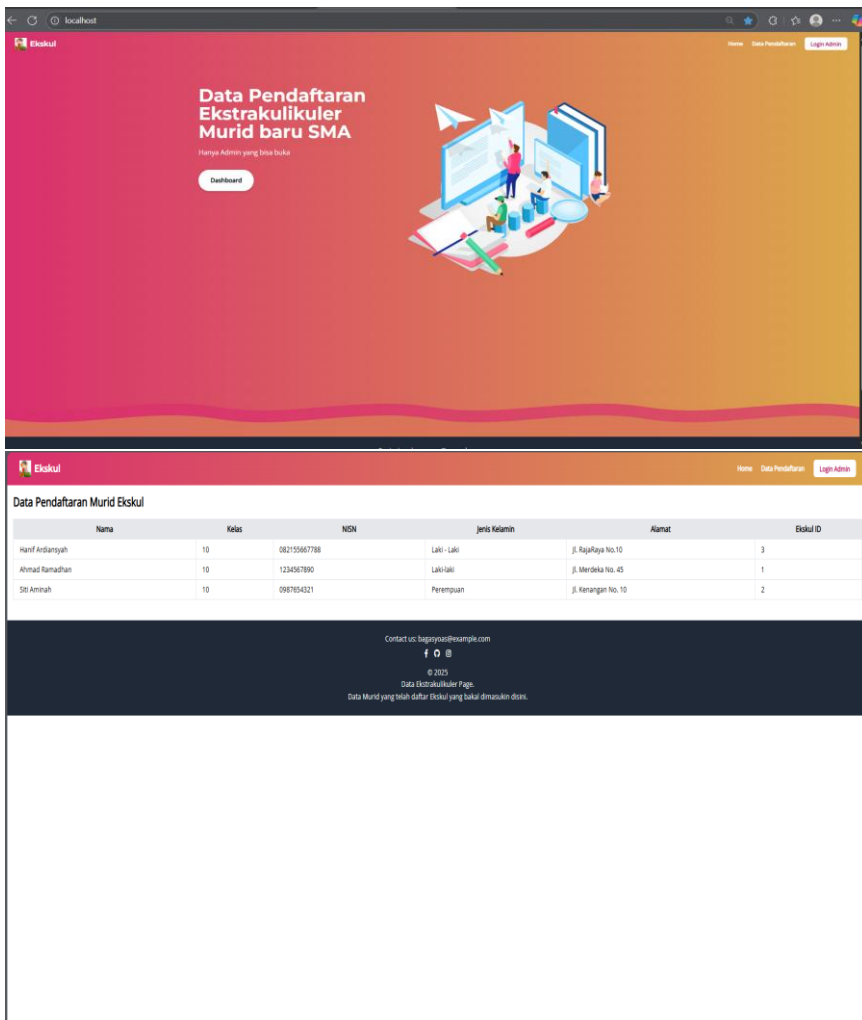 localhost
Ekskul
Home Data Pendaftaran Login Admin
Data Pendaftaran
Ekstrakulikuler
Murid baru SMA
Hanya Admin yang bisa buka
Dashboard
Ekskul
Home Data Pendaftaran Login Admin
Data Pendaftaran Murid Ekskul
Nama Kelas NISN Jenis Kelamin Alamat Ekskul ID
Hanif Ardiansyah 10 082155667788 Laki - Laki Jl. RajaRaya No.10 3
Ahmad Ramadhan 10 1234567890 Laki-laki Jl. Merdeka No. 45 1
Siti Aminah 10 0987654321 Perempuan Jl. Kenangan No. 10 2
Contact us: bagasyoas@example.com
© 2025
Data Ekstrakulikuler Page.
Data Murid yang telah daftar Ekskul yang bakal dimasukin disini.